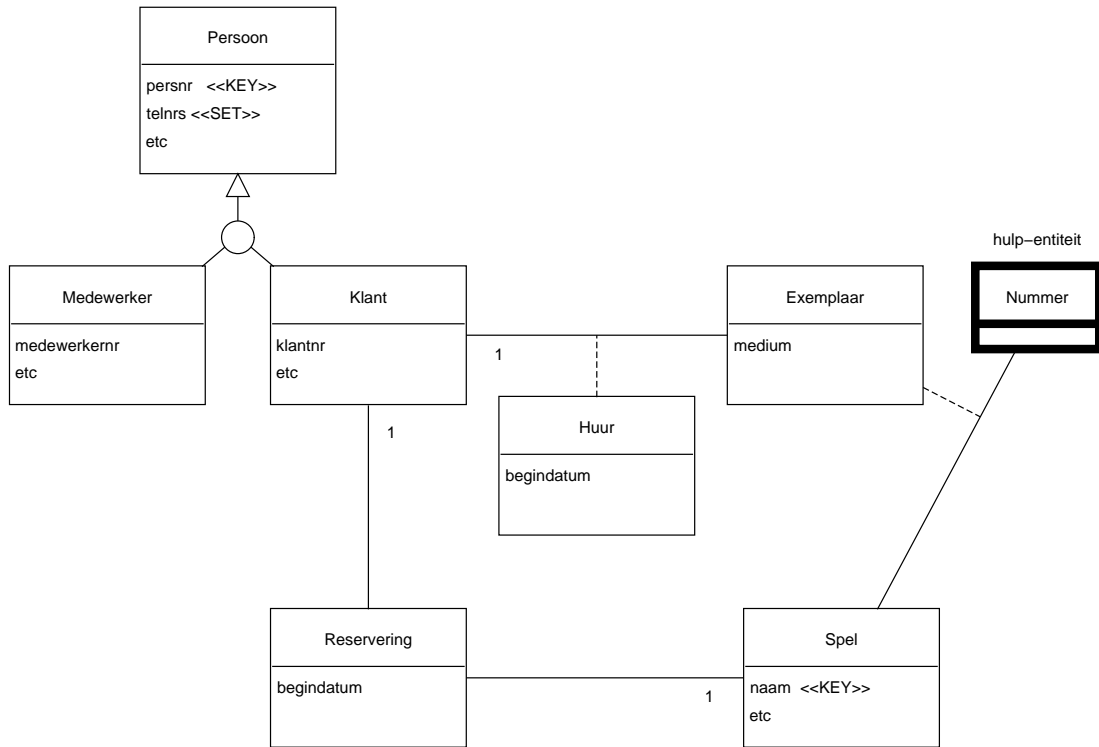 Persoon
persnr <<KEY>>
telnrs <<SET>>
etc
hulp–entiteit
Medewerker
medewerkernr
etc
Klant
klantnr
etc
Exemplaar
medium
Nummer
1
1
Huur
begindatum
Reservering
begindatum
1
Spel
naam <<KEY>>
etc